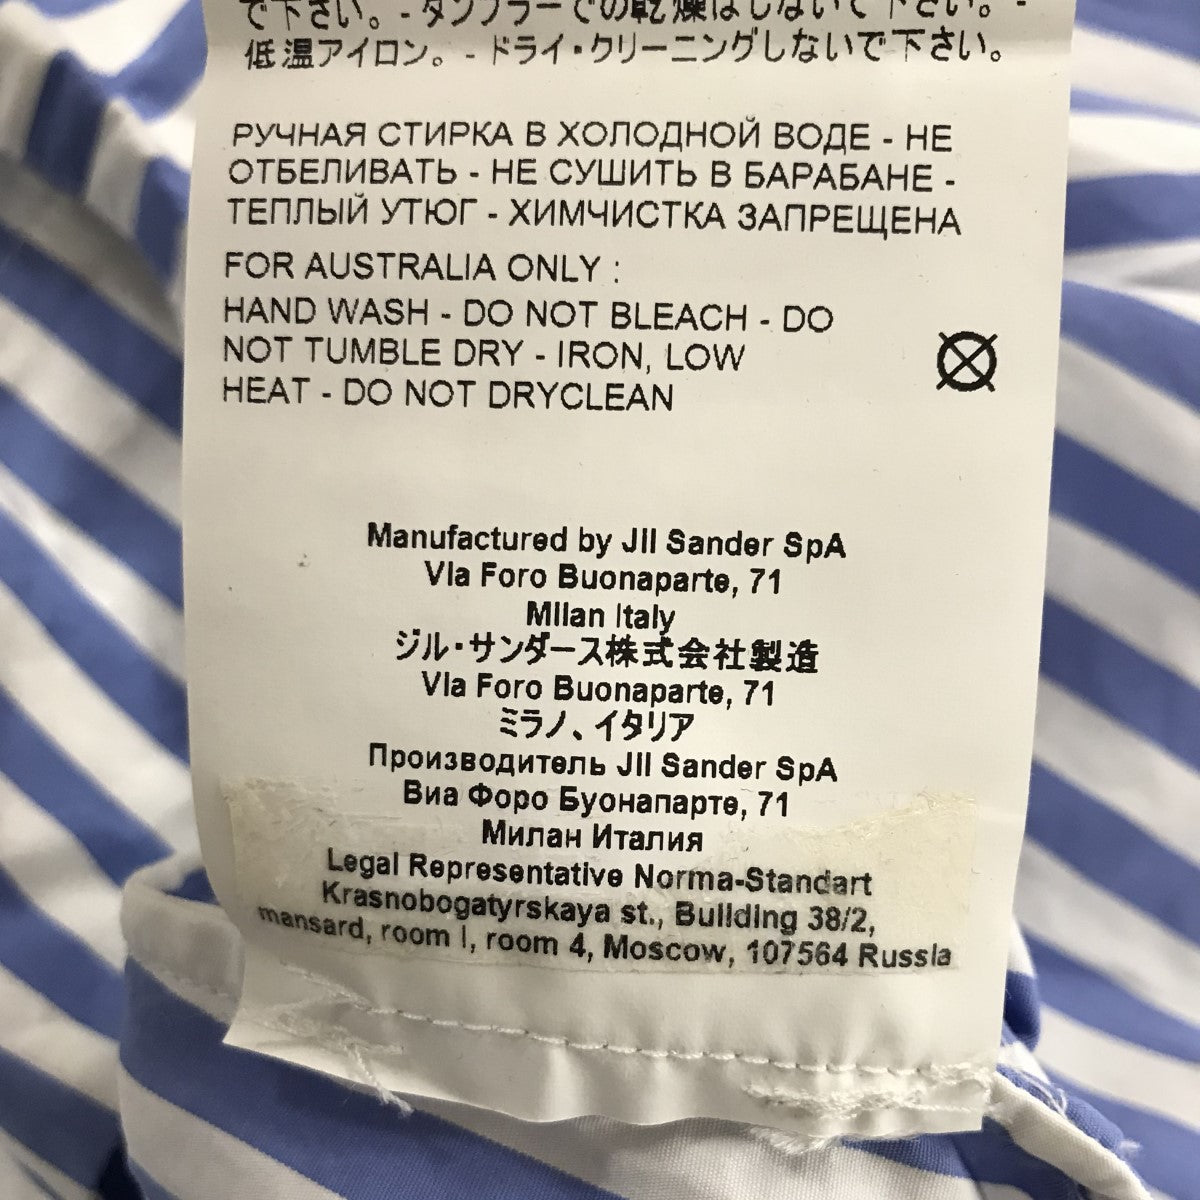 で下さい。- タンブラーでの乾燥はしないで下さい。-
低温アイロン。- ドライ・クリーニングしないで下さい。
РУЧНАЯ СТИРКА В ХОЛОДНОЙ ВОДЕ - НЕ
ОТБЕЛИВАТЬ - НЕ СУШИТЬ В БАРАБАНЕ -
ТЕПЛЫЙ УТЮГ - ХИМЧИСТКА ЗАПРЕЩЕНА
FOR AUSTRALIA ONLY :
HAND WASH - DO NOT BLEACH - DO
NOT TUMBLE DRY - IRON, LOW
HEAT - DO NOT DRYCLEAN
Manufactured by Jil Sander SpA
Via Foro Buonaparte, 71
Milan Italy
ジル・サンダース株式会社製造
Via Foro Buonaparte, 71
ミラノ、イタリア
Производитель Jil Sander SpA
Виа Форо Буонапарте, 71
Милан Италия
Legal Representative Norma-Standart
Krasnobogatyrskaya st., Building 38/2,
mansard, room I, room 4, Moscow, 107564 Russia